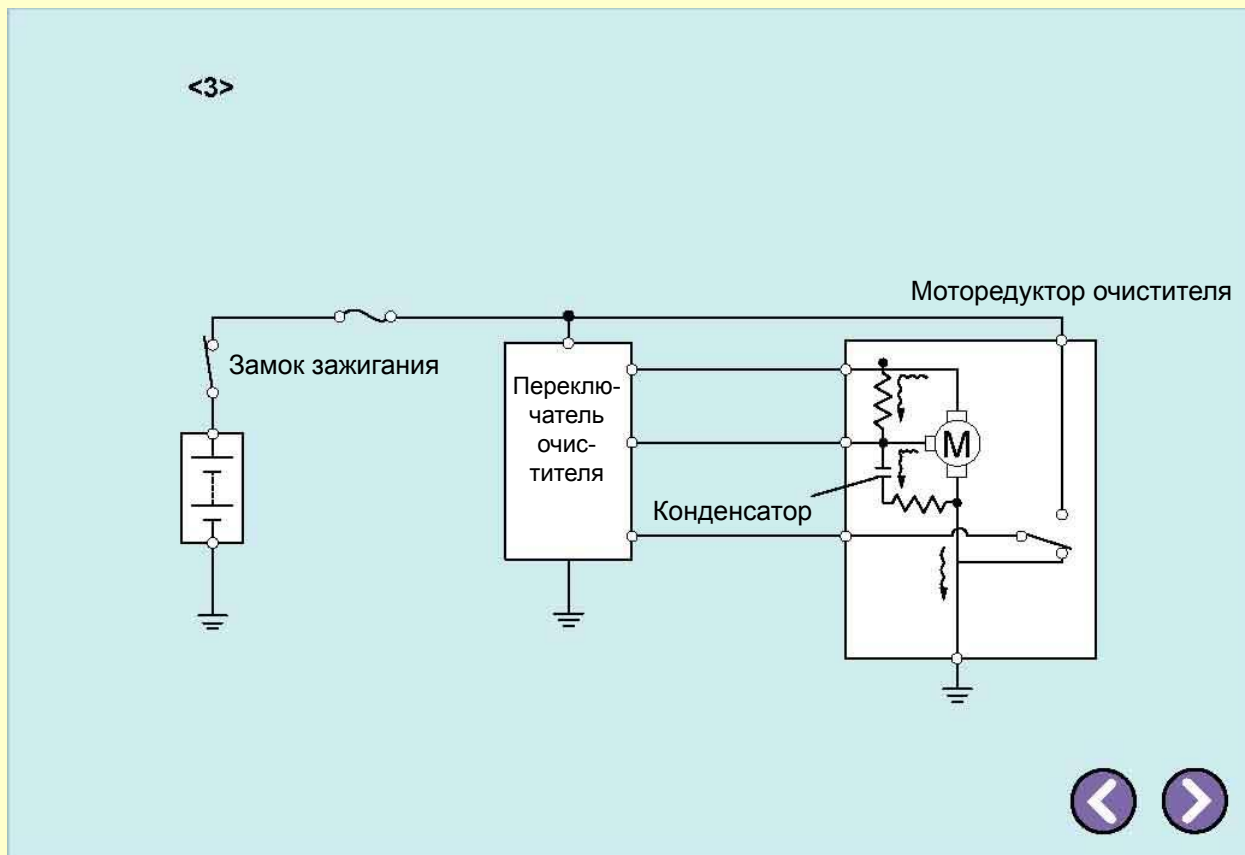 <3>
Моторедуктор очистителя
Замок зажигания
Переклю-
чатель
очис-
тителя
M
Конденсатор